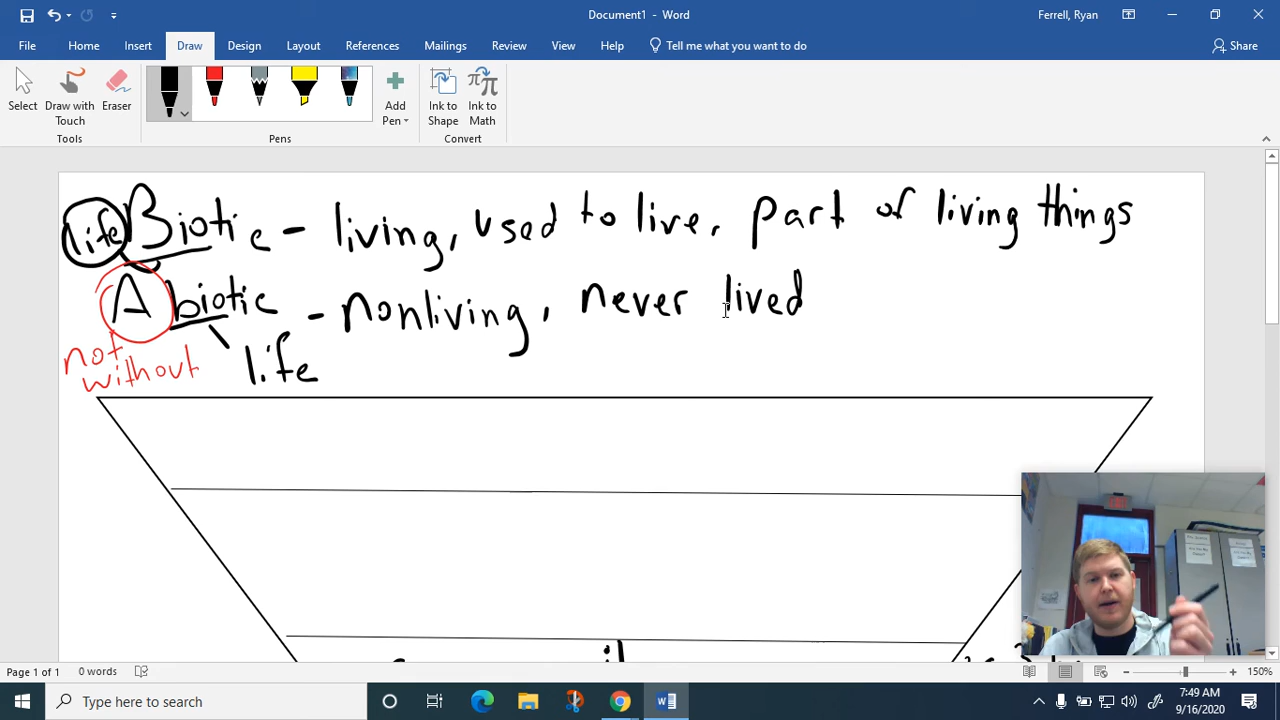 Document1 - Word
Ferrell, Ryan
File Home Insert Draw Design Layout References Mailings Review View Help Tell me what you want to do Share
Select Draw with Touch Eraser Add Pen Ink to Shape Ink to Math
Tools Pens Convert
life Biotic - living, used to live, part of living things
Abiotic - nonliving, never lived
not without life
Page 1 of 1 0 words 150%
Type here to search
7:49 AM
9/16/2020